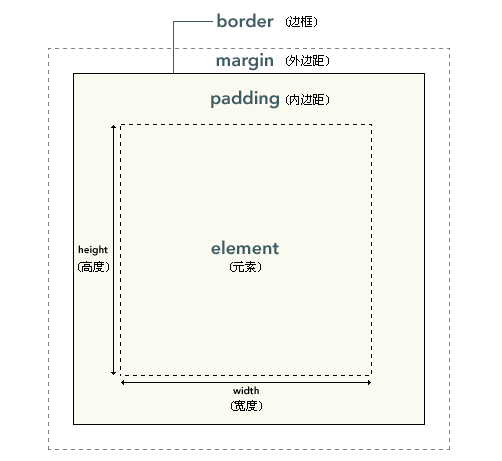 border (边框)
margin (外边距)
padding (内边距)
height
(高度)
element
(元素)
width
(宽度)